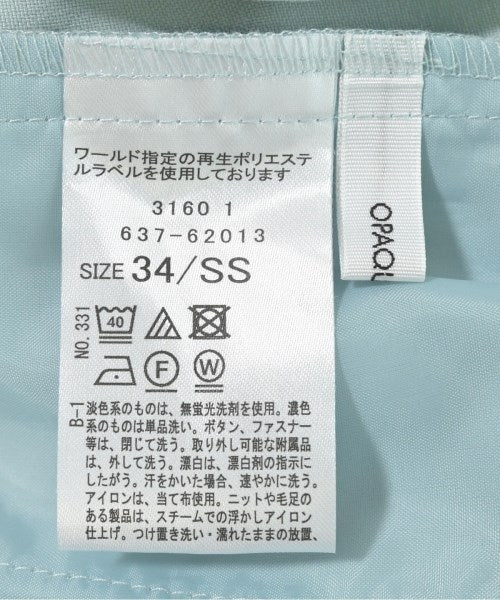 ワールド指定の再生ポリエステ
ルラベルを使用しております
3160 1
637-62013
SIZE 34/SS
NO. 331
40
F
W
B-1
淡色系のものは、無蛍光洗剤を使用。濃色
系のものは単品洗い。ボタン、ファスナー
等は、閉じて洗う。取り外し可能な附属品
は、外して洗う。漂白は、漂白剤の指示に
したがう。汗をかいた場合、速やかに洗う。
アイロンは、当て布使用。ニットや毛足の
ある製品は、スチームでの浮かしアイロン
仕上げ。つけ置き洗い・濡れたままの放置、